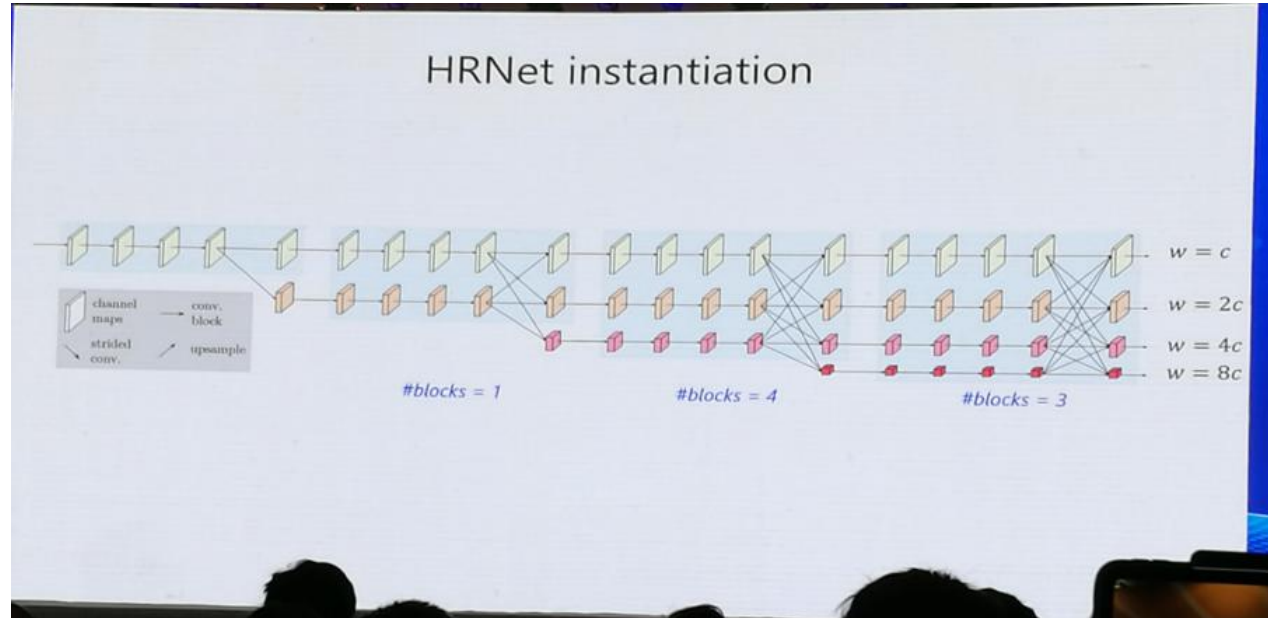 HRNet instantiation
w = c
channel maps
conv. block
w = 2c
strided conv.
upsample
w = 4c
w = 8c
#blocks = 1
#blocks = 4
#blocks = 3